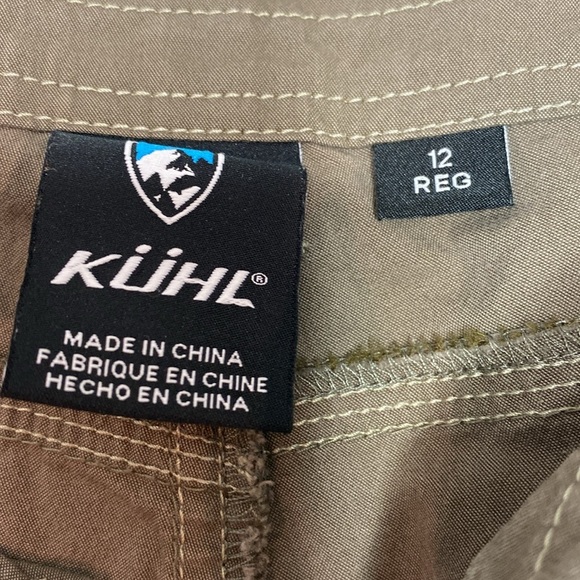 KÜHL®
MADE IN CHINA
FABRIQUE EN CHINE
HECHO EN CHINA
12
REG